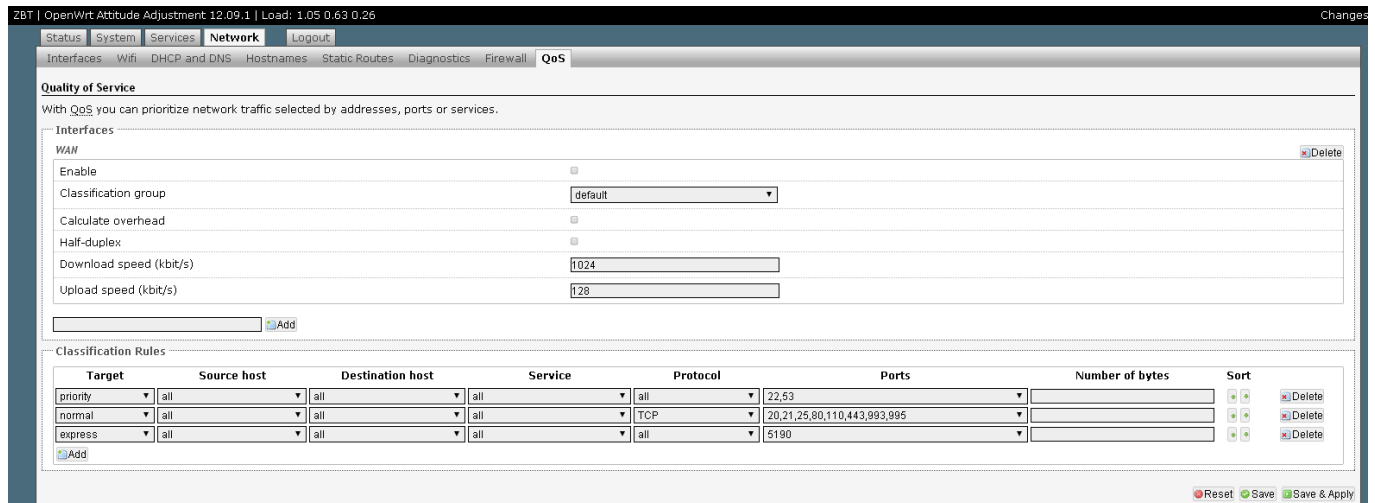 ZBT | OpenWrt Attitude Adjustment 12.09.1 | Load: 1.05 0.63 0.26 Changes
Status System Services Network Logout
Interfaces Wifi DHCP and DNS Hostnames Static Routes Diagnostics Firewall QoS
Quality of Service
With QoS you can prioritize network traffic selected by addresses, ports or services.
Interfaces
WAN Delete
Enable
Classification group default
Calculate overhead
Half-duplex
Download speed (kbit/s) 1024
Upload speed (kbit/s) 128
Add
Classification Rules
Target Source host Destination host Service Protocol Ports Number of bytes Sort
priority all all all all 22,53 Delete
normal all all all TCP 20,21,25,80,110,443,993,995 Delete
express all all all all 5190 Delete
Add
Reset Save Save & Apply